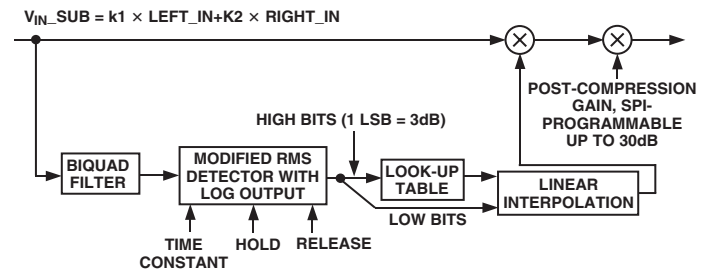 VIN_SUB = k1 × LEFT_IN+K2 × RIGHT_IN
POST-COMPRESSION
GAIN, SPI-
PROGRAMMABLE
UP TO 30dB
HIGH BITS (1 LSB = 3dB)
BIQUAD
FILTER
MODIFIED RMS
DETECTOR WITH
LOG OUTPUT
LOOK-UP
TABLE
LINEAR
INTERPOLATION
LOW BITS
TIME
CONSTANT
HOLD
RELEASE